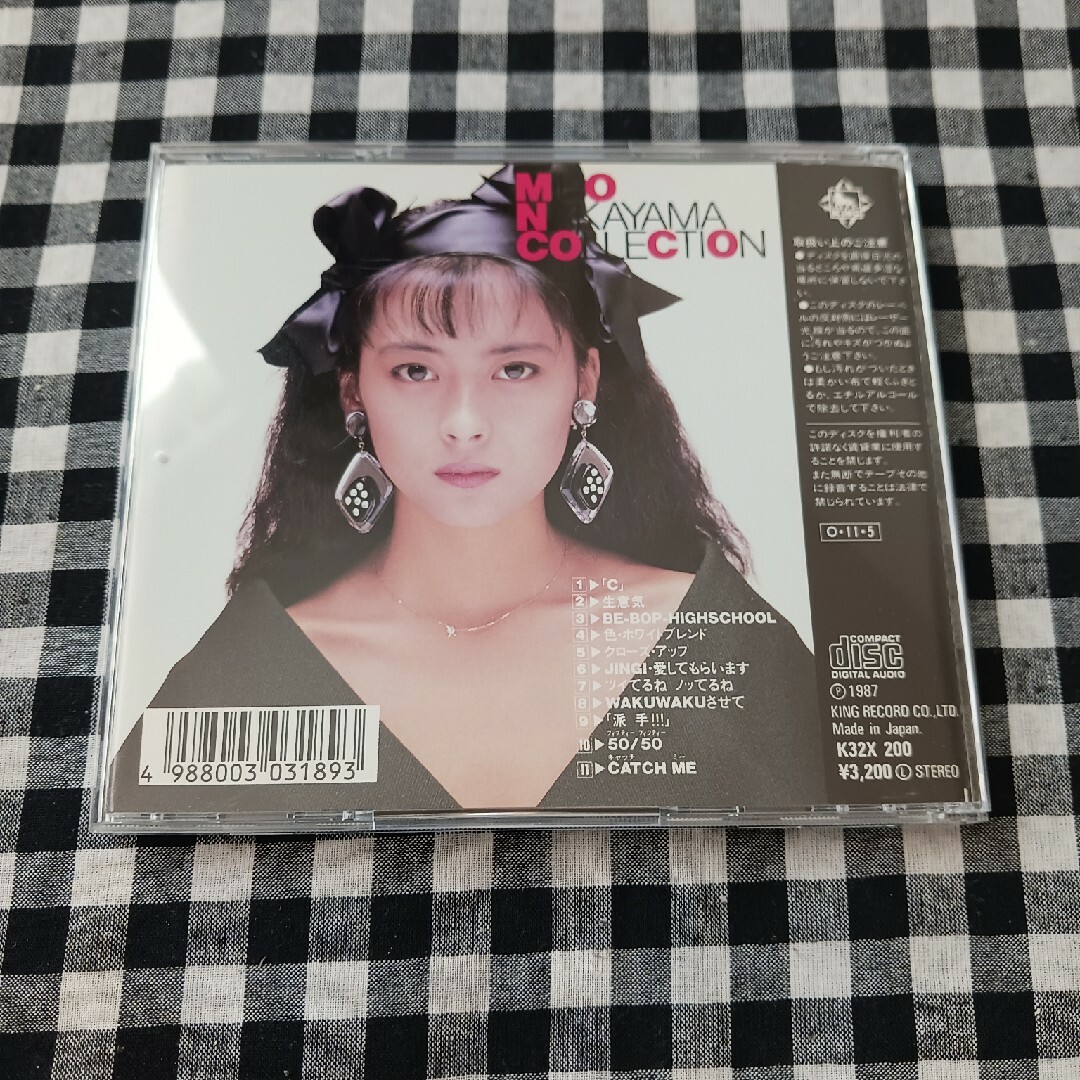 MIHO
NAKAYAMA
COLLECTION
取扱い上のご注意
●ディスクを直射日光の
当るところや高温多湿な
場所に保管しないで下さ
い。
●このディスクのレーベ
ルの反対側にはレーザー
光線が当るので、この面
に汚れやキズがつかぬよ
うご注意下さい。
●もし汚れがついたとき
は柔かい布で軽くふきと
るか、エチルアルコール
で除去して下さい。
このディスクを権利者の
許諾なく賃貸業に使用す
ることを禁じます。
また無断でテープその他
に録音することは法律で
禁じられています。
O・11・5
1▶「C」
2▶生意気
3▶BE-BOP-HIGHSCHOOL
4▶色・ホワイトブレンド
5▶クローズ・アップ
6▶JINGI・愛してもらいます
7▶ツイてるね ノッてるね
8▶WAKUWAKUさせて
9▶「派手!!!」
フィフティー フィフティー
10▶50/50
キャッチ ミー
11▶CATCH ME
COMPACT
disc
DIGITAL AUDIO
Ⓟ1987
KING RECORD CO.,LTD.
Made in Japan.
K32X 200
¥3,200 Ⓛ STEREO
4 988003 031893